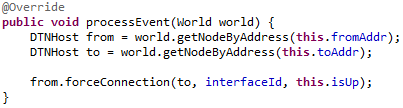 @Override
public void processEvent(World world) {
DTNHost from = world.getNodeByAddress(this.fromAddr);
DTNHost to = world.getNodeByAddress(this.toAddr);
from.forceConnection(to, interfaceId, this.isUp);
}